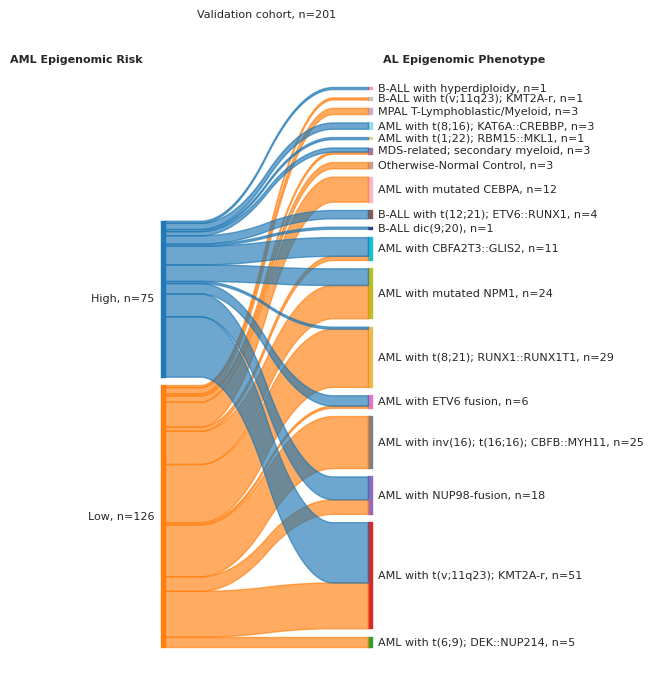 Validation cohort, n=201
AML Epigenomic Risk
AL Epigenomic Phenotype
B-ALL with hyperdiploidy, n=1
B-ALL with t(v;11q23); KMT2A-r, n=1
MPAL T-Lymphoblastic/Myeloid, n=3
AML with t(8;16); KAT6A::CREBBP, n=3
AML with t(1;22); RBM15::MKL1, n=1
MDS-related; secondary myeloid, n=3
Otherwise-Normal Control, n=3
AML with mutated CEBPA, n=12
B-ALL with t(12;21); ETV6::RUNX1, n=4
B-ALL dic(9;20), n=1
AML with CBFA2T3::GLIS2, n=11
AML with mutated NPM1, n=24
High, n=75
AML with t(8;21); RUNX1::RUNX1T1, n=29
AML with ETV6 fusion, n=6
AML with inv(16); t(16;16); CBFB::MYH11, n=25
AML with NUP98-fusion, n=18
Low, n=126
AML with t(v;11q23); KMT2A-r, n=51
AML with t(6;9); DEK::NUP214, n=5